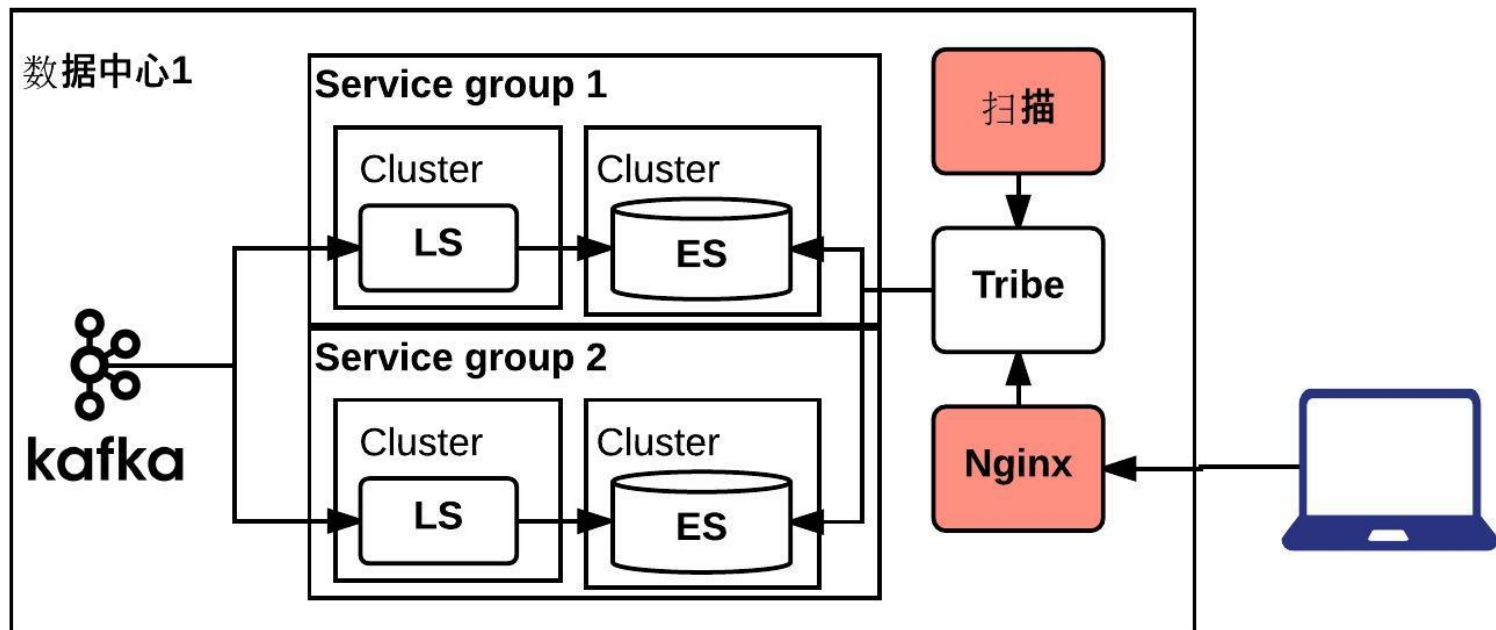 数据中心1
Service group 1
Cluster
LS
Cluster
ES
扫描
Tribe
kafka
Service group 2
Cluster
LS
Cluster
ES
Nginx